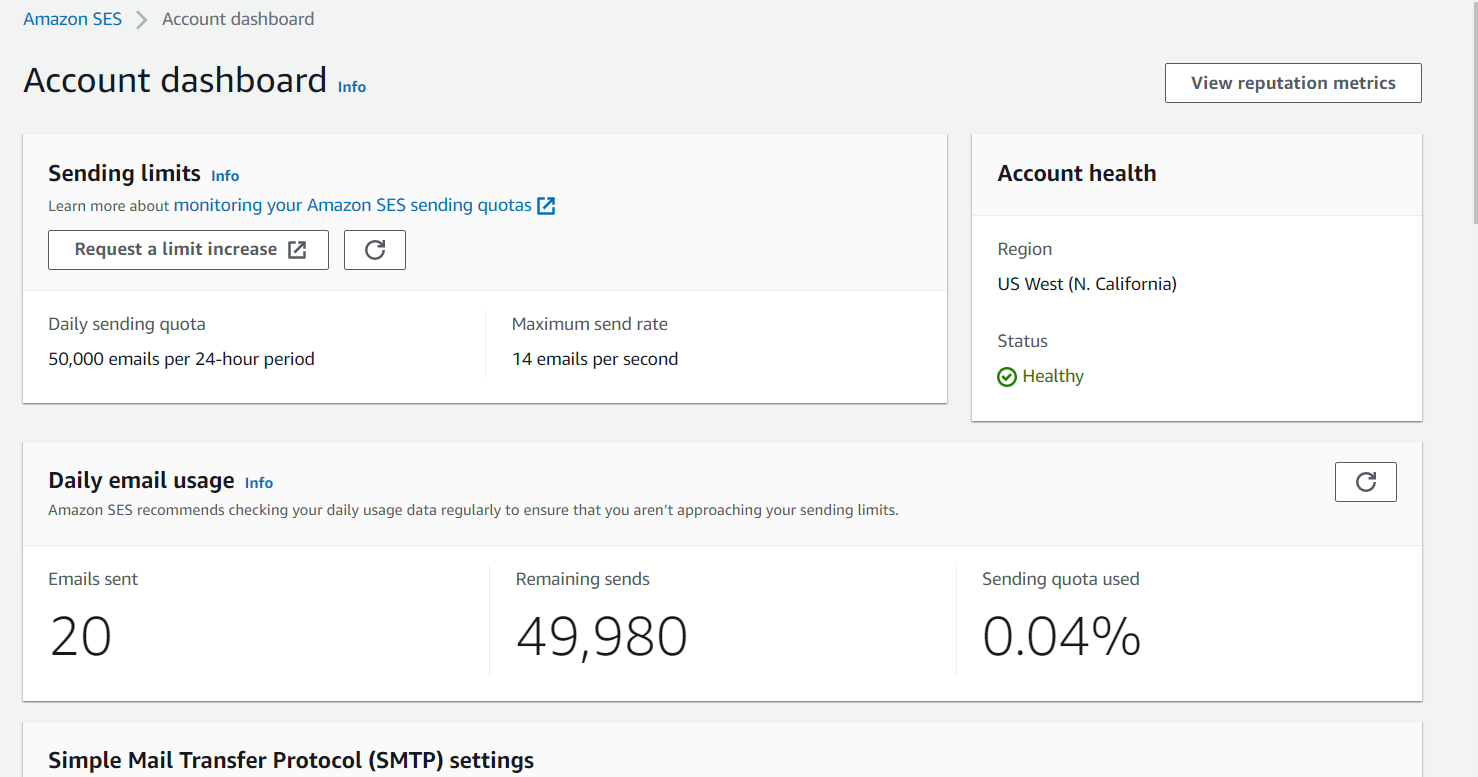 Amazon SES > Account dashboard
Account dashboard Info
View reputation metrics
Sending limits Info
Learn more about monitoring your Amazon SES sending quotas
Request a limit increase
Daily sending quota
50,000 emails per 24-hour period
Maximum send rate
14 emails per second
Account health
Region
US West (N. California)
Status
Healthy
Daily email usage Info
Amazon SES recommends checking your daily usage data regularly to ensure that you aren’t approaching your sending limits.
Emails sent
20
Remaining sends
49,980
Sending quota used
0.04%
Simple Mail Transfer Protocol (SMTP) settings